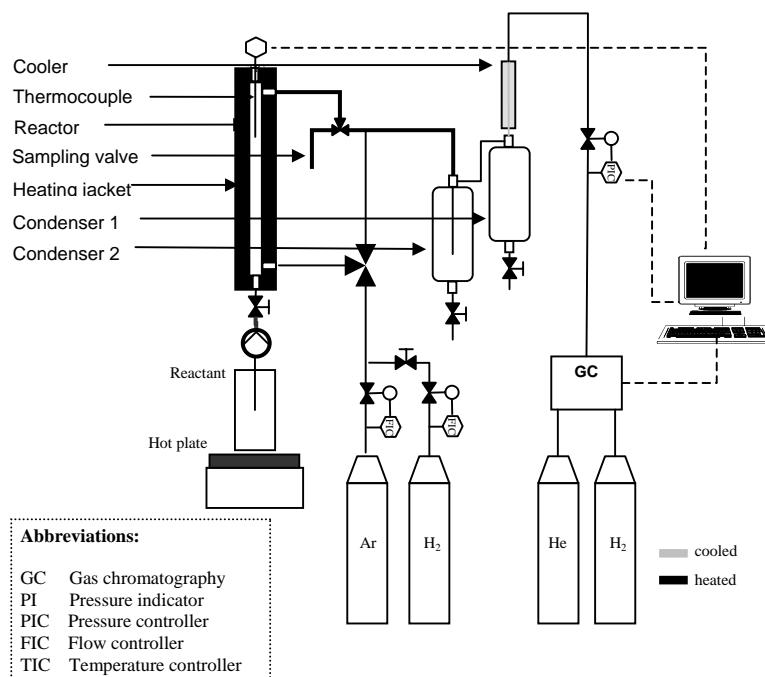 Cooler
Thermocouple
Reactor
Sampling valve
Heating jacket
Condenser 1
Condenser 2
PIC
GC
Reactant
Hot plate
FIC
FIC
Ar
H₂
He
H₂
cooled
heated
Abbreviations:
GC Gas chromatography
PI Pressure indicator
PIC Pressure controller
FIC Flow controller
TIC Temperature controller